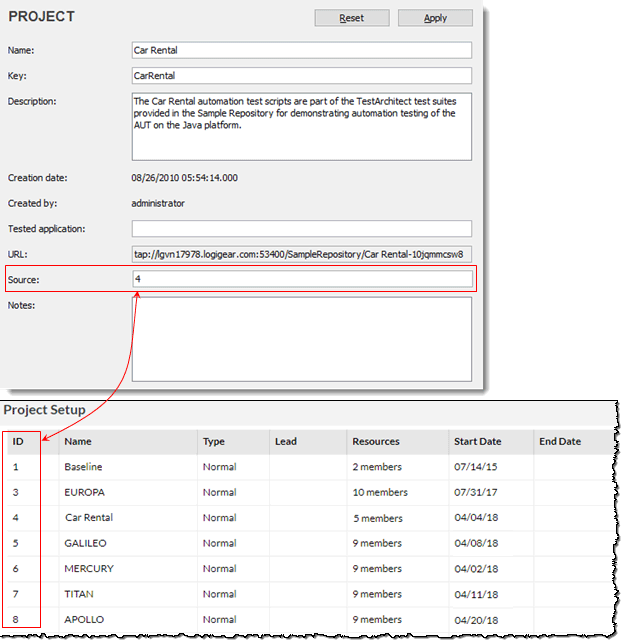 PROJECT
Reset
Apply
Name: Car Rental
Key: CarRental
Description: The Car Rental automation test scripts are part of the TestArchitect test suites
provided in the Sample Repository for demonstrating automation testing of the
AUT on the Java platform.
Creation date: 08/26/2010 05:54:14.000
Created by: administrator
Tested application:
URL: tap://lgvn17978.logigear.com:53400/SampleRepository/Car Rental-10jqmmcsw8
Source: 4
Notes:
Project Setup
ID Name Type Lead Resources Start Date End Date
1 Baseline Normal 2 members 07/14/15
3 EUROPA Normal 10 members 07/31/17
4 Car Rental Normal 5 members 04/04/18
5 GALILEO Normal 9 members 04/08/18
6 MERCURY Normal 9 members 04/02/18
7 TITAN Normal 9 members 04/11/18
8 APOLLO Normal 9 members 04/20/18